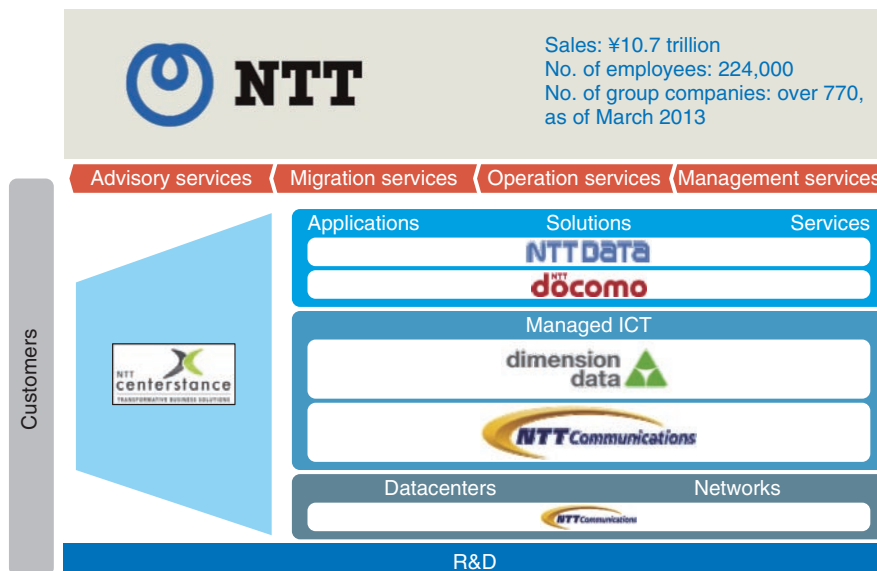 NTT
Sales: ¥10.7 trillion
No. of employees: 224,000
No. of group companies: over 770,
as of March 2013
Advisory services
Migration services
Operation services
Management services
Customers
Applications
Solutions
Services
NTT DATA
NTT
döcomo
Managed ICT
dimension
data
NTT
centerstance
TRANSFORMATIVE BUSINESS SOLUTIONS
NTT Communications
Datacenters
Networks
NTT Communications
R&D